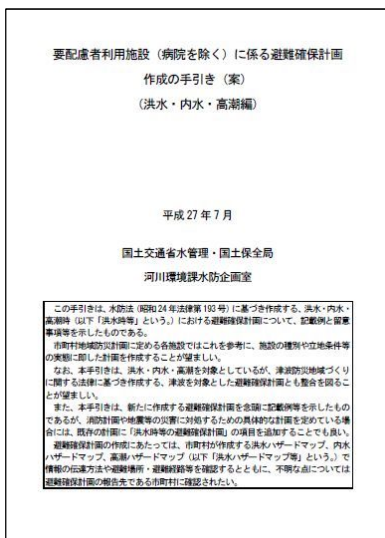 要配慮者利用施設（病院を除く）に係る避難確保計画
作成の手引き（案）
（洪水・内水・高潮編）
平成27年7月
国土交通省水管理・国土保全局
河川環境課水防企画室
この手引きは、水防法（昭和24年法律第193号）に基づき作成する、洪水・内水・
高潮時（以下「洪水時等」という。）における避難確保計画について、記載例と留意
事項等を示したものである。
市町村地域防災計画に定める各施設ではこれを参考に、施設の種別や立地条件等
の実態に即した計画を作成することが望ましい。
なお、本手引きは、洪水・内水・高潮を対象としているが、津波防災地域づくり
に関する法律に基づき作成する、津波を対象とした避難確保計画とも整合を図るこ
とが望ましい。
また、本手引きは、新たに作成する避難確保計画を念頭に記載例等を示したもの
であるが、消防計画や地震等の災害に対処するための具体的な計画を定めている場
合には、既存の計画に「洪水時等の避難確保計画」の項目を追加することでも良い。
避難確保計画の作成にあたっては、市町村が作成する洪水ハザードマップ、内水
ハザードマップ、高潮ハザードマップ（以下「洪水ハザードマップ等」という。）で
情報の伝達方法や避難場所・避難経路等を確認するとともに、不明な点については
避難確保計画の報告先である市町村に確認されたい。